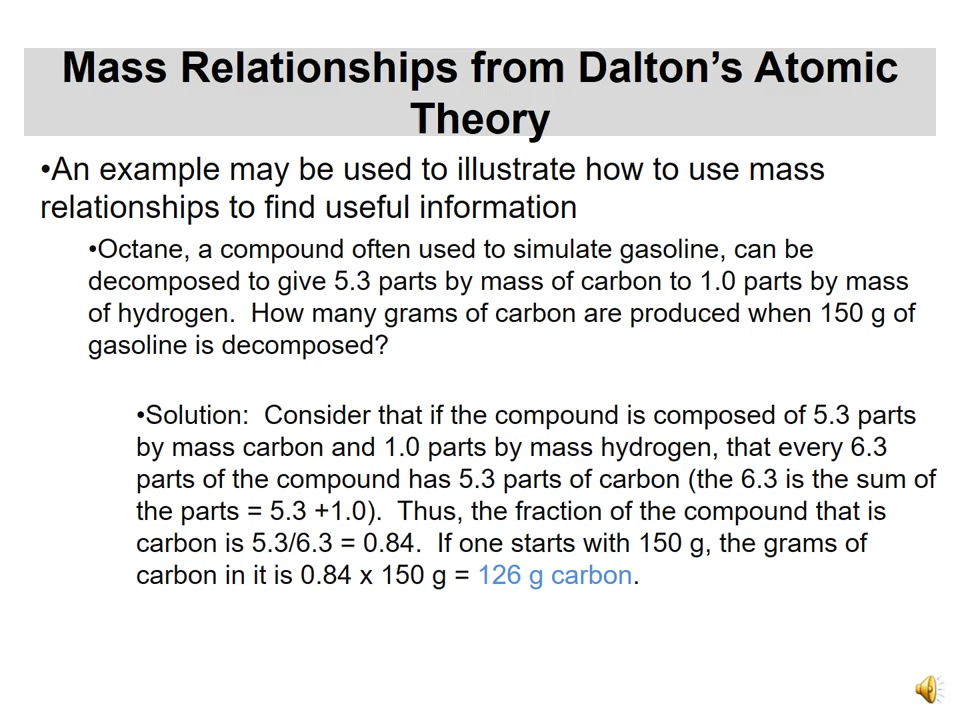 Mass Relationships from Dalton’s Atomic
Theory
•An example may be used to illustrate how to use mass
relationships to find useful information
•Octane, a compound often used to simulate gasoline, can be
decomposed to give 5.3 parts by mass of carbon to 1.0 parts by mass
of hydrogen.  How many grams of carbon are produced when 150 g of
gasoline is decomposed?
•Solution:  Consider that if the compound is composed of 5.3 parts
by mass carbon and 1.0 parts by mass hydrogen, that every 6.3
parts of the compound has 5.3 parts of carbon (the 6.3 is the sum of
the parts = 5.3 +1.0).  Thus, the fraction of the compound that is
carbon is 5.3/6.3 = 0.84.  If one starts with 150 g, the grams of
carbon in it is 0.84 x 150 g = 126 g carbon.